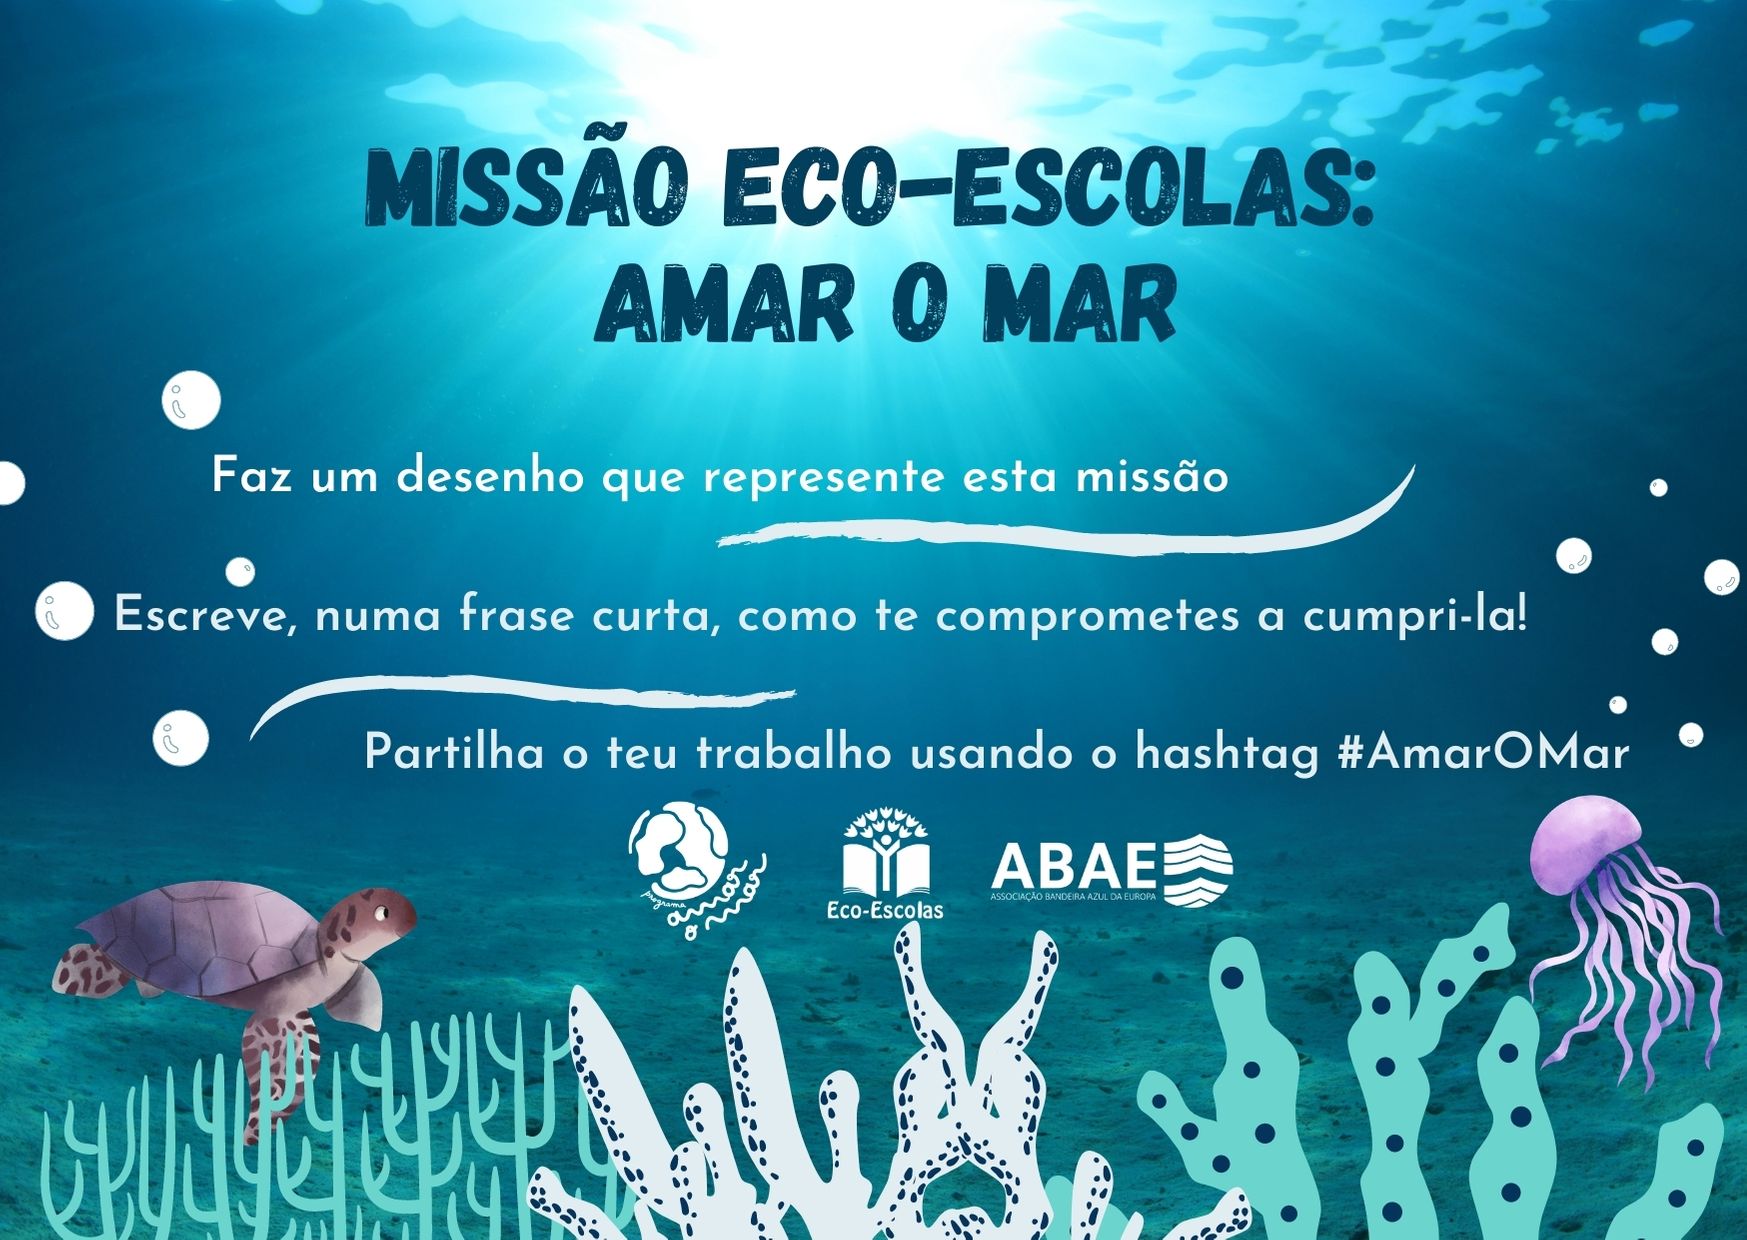 MISSÃO ECO-ESCOLAS:
AMAR O MAR
Faz um desenho que represente esta missão
Escreve, numa frase curta, como te comprometes a cumpri-la!
Partilha o teu trabalho usando o hashtag #AmarOMar
programa
amar
o mar
Eco-Escolas
ABAE
ASSOCIAÇÃO BANDEIRA AZUL DA EUROPA